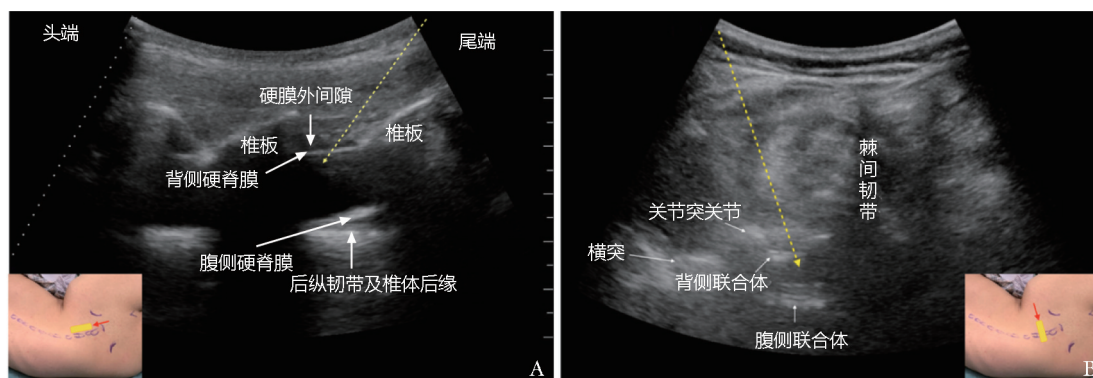 头端
尾端
硬膜外间隙
椎板
椎板
背侧硬脊膜
腹侧硬脊膜
后纵韧带及椎体后缘
A
棘间韧带
关节突关节
横突
背侧联合体
腹侧联合体
B